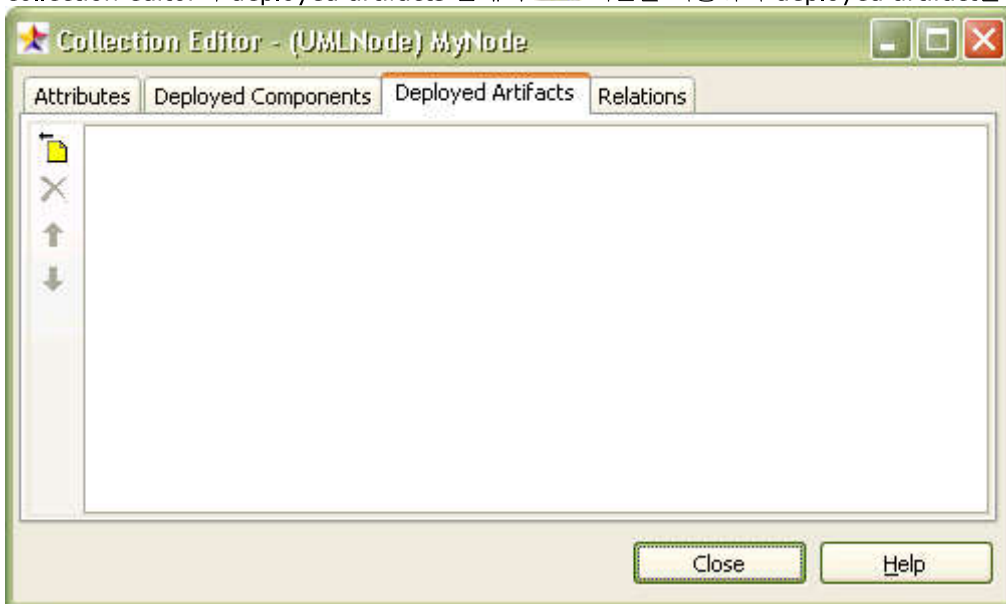 Collection Editor - (UMLNode) MyNode
Attributes Deployed Components Deployed Artifacts Relations
Close Help